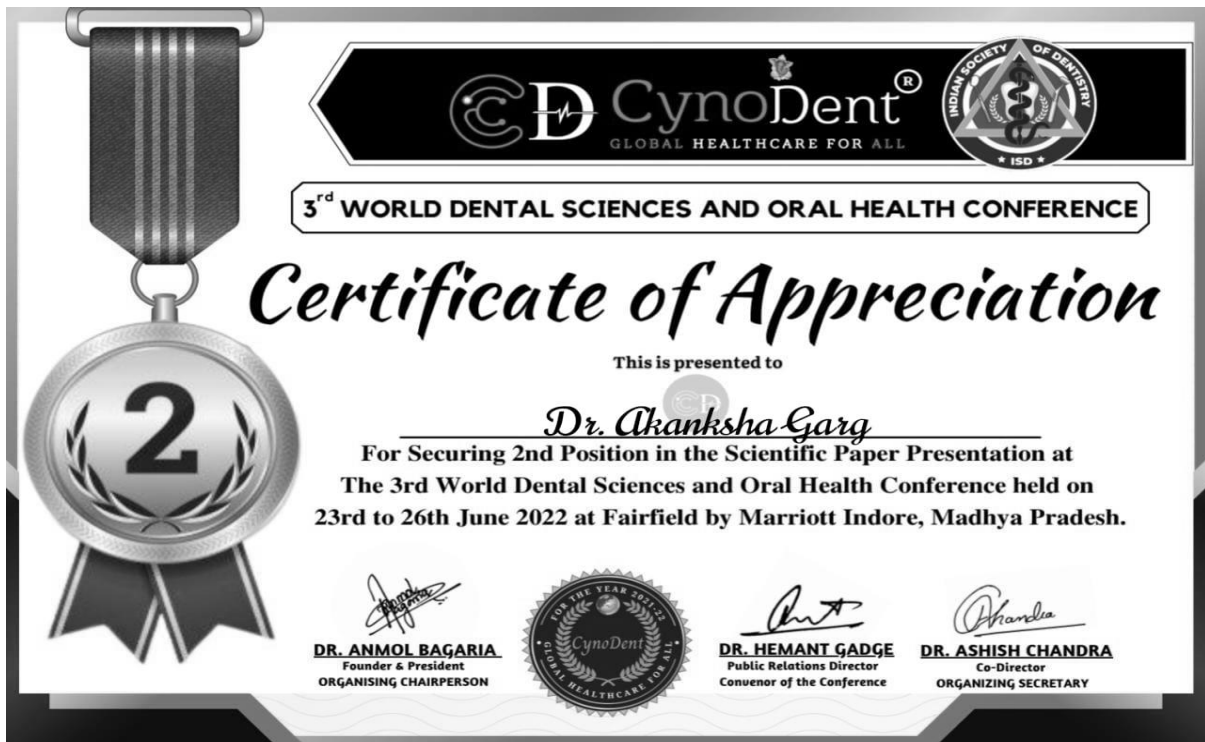 CD CynoDent®
GLOBAL HEALTHCARE FOR ALL
INDIAN SOCIETY OF DENTISTRY
★ ISD ★
3rd WORLD DENTAL SCIENCES AND ORAL HEALTH CONFERENCE
Certificate of Appreciation
This is presented to
CD
Dr. Akanksha Garg
For Securing 2nd Position in the Scientific Paper Presentation at
The 3rd World Dental Sciences and Oral Health Conference held on
23rd to 26th June 2022 at Fairfield by Marriott Indore, Madhya Pradesh.
2
Anmol Bagaria
DR. ANMOL BAGARIA
Founder & President
ORGANISING CHAIRPERSON
FOR THE YEAR 2021-22
CynoDent
GLOBAL HEALTHCARE FOR ALL
DR. HEMANT GADGE
Public Relations Director
Convenor of the Conference
Chandra
DR. ASHISH CHANDRA
Co-Director
ORGANIZING SECRETARY